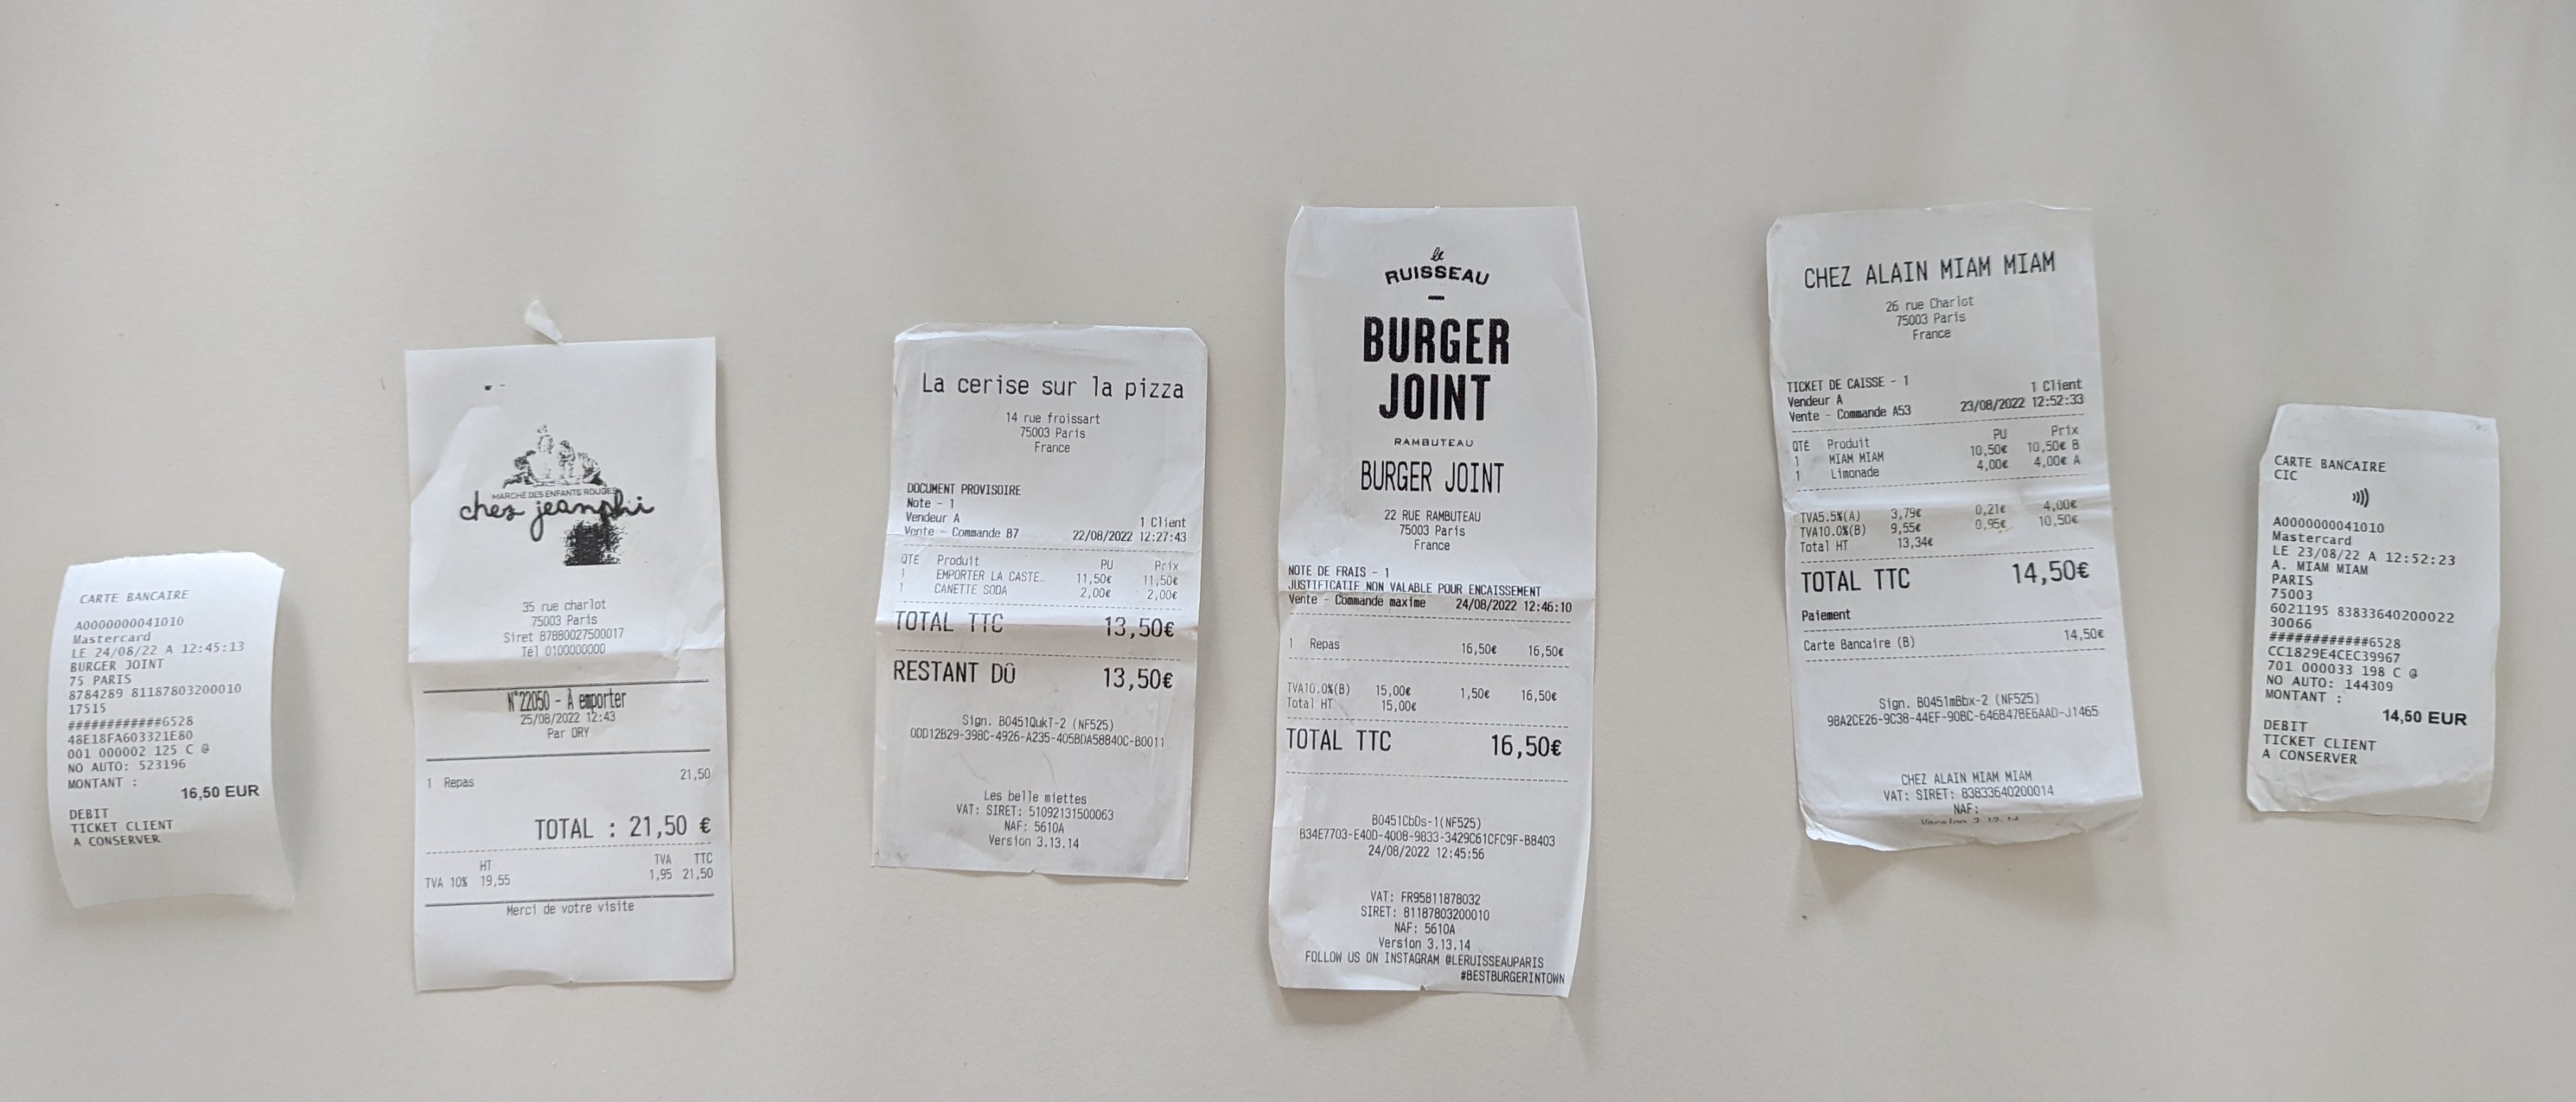 CARTE BANCAIRE
A0000000041010
Mastercard
LE 24/08/22 A 12:45:13
BURGER JOINT
75 PARIS
8784289 81187803200010
17515
############6528
48E18FA603321E80
001 000002 125 C @
NO AUTO: 523196
MONTANT :
16,50 EUR
DEBIT
TICKET CLIENT
A CONSERVER
MARCHÉ DES ENFANTS ROUGES
chez jeanphi
35 rue charlot
75003 Paris
Siret 87880027500017
Tél 0100000000
N°22050 - À emporter
25/08/2022 12:43
Par ORY
1 Repas 21,50
TOTAL : 21,50 €
HT TVA TTC
TVA 10% 19,55 1,95 21,50
Merci de votre visite
La cerise sur la pizza
14 rue froissart
75003 Paris
France
DOCUMENT PROVISOIRE
Note - 1
Vendeur A 1 Client
Vente - Commande B7 22/08/2022 12:27:43
QTÉ Produit PU Prix
1 EMPORTER LA CASTE… 11,50€ 11,50€
1 CANETTE SODA 2,00€ 2,00€
TOTAL TTC 13,50€
RESTANT DÛ 13,50€
Sign. B0451QukT-2 (NF525)
0DD12B29-398C-4926-A235-405BDA58840C-B0011
Les belle miettes
VAT: SIRET: 51092131500063
NAF: 5610A
Version 3.13.14
le
RUISSEAU
BURGER
JOINT
RAMBUTEAU
BURGER JOINT
22 RUE RAMBUTEAU
75003 Paris
France
NOTE DE FRAIS - 1
JUSTIFICATIF NON VALABLE POUR ENCAISSEMENT
Vente - Commande maxime 24/08/2022 12:46:10
1 Repas 16,50€ 16,50€
TVA10.0%(B) 15,00€ 1,50€ 16,50€
Total HT 15,00€
TOTAL TTC 16,50€
B0451CbDs-1(NF525)
B34E7703-E40D-4008-9833-3429C61CFC9F-B8403
24/08/2022 12:45:56
VAT: FR95811878032
SIRET: 81187803200010
NAF: 5610A
Version 3.13.14
FOLLOW US ON INSTAGRAM @LERUISSEAUPARIS
#BESTBURGERINTOWN
CHEZ ALAIN MIAM MIAM
26 rue Charlot
75003 Paris
France
TICKET DE CAISSE - 1
Vendeur A 1 Client
Vente - Commande A53 23/08/2022 12:52:33
QTÉ Produit PU Prix
1 MIAM MIAM 10,50€ 10,50€ B
1 Limonade 4,00€ 4,00€ A
TVA5.5%(A) 3,79€ 0,21€ 4,00€
TVA10.0%(B) 9,55€ 0,95€ 10,50€
Total HT 13,34€
TOTAL TTC 14,50€
Paiement
Carte Bancaire (B) 14,50€
Sign. B0451mBbx-2 (NF525)
98A2CE26-9C38-44EF-90BC-646B47BE6AAD-J1465
CHEZ ALAIN MIAM MIAM
VAT: SIRET: 83833640200014
NAF:
Version 3.13.14
CARTE BANCAIRE
CIC
A0000000041010
Mastercard
LE 23/08/22 A 12:52:23
A. MIAM MIAM
PARIS
75003
6021195 83833640200022
30066
############6528
CC1829E4CEC39967
701 000033 198 C @
NO AUTO: 144309
MONTANT :
14,50 EUR
DEBIT
TICKET CLIENT
A CONSERVER